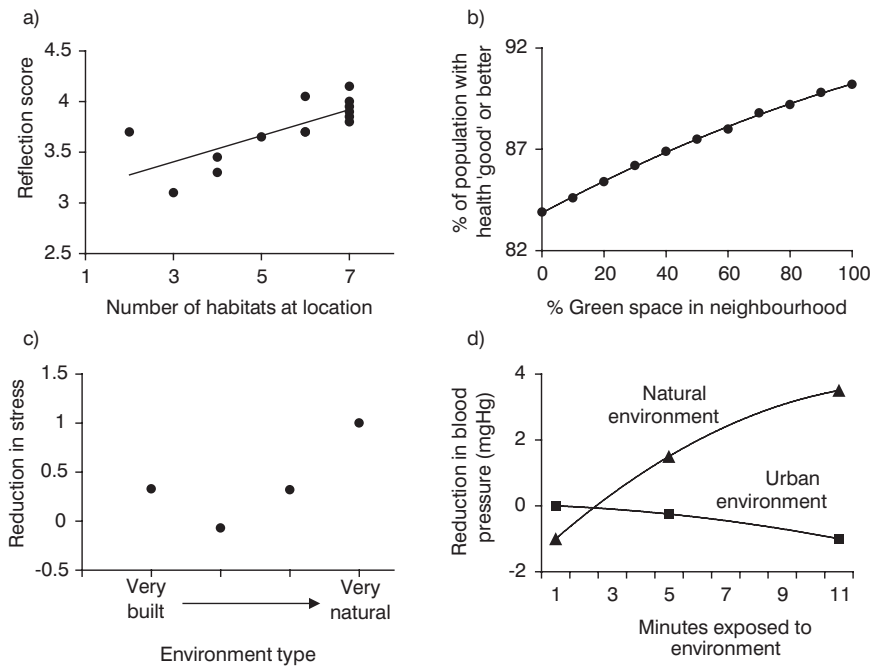 a)
4.5
4
3.5
3
2.5
Reflection score
1 3 5 7
Number of habitats at location
b)
92
87
82
% of population with
health 'good' or better
0 20 40 60 80 100
% Green space in neighbourhood
c)
1.5
1
0.5
0
-0.5
Reduction in stress
Very
built
Very
natural
Environment type
d)
4
2
0
-2
Reduction in blood
pressure (mgHg)
Natural
environment
Urban
environment
1 3 5 7 9 11
Minutes exposed to
environment